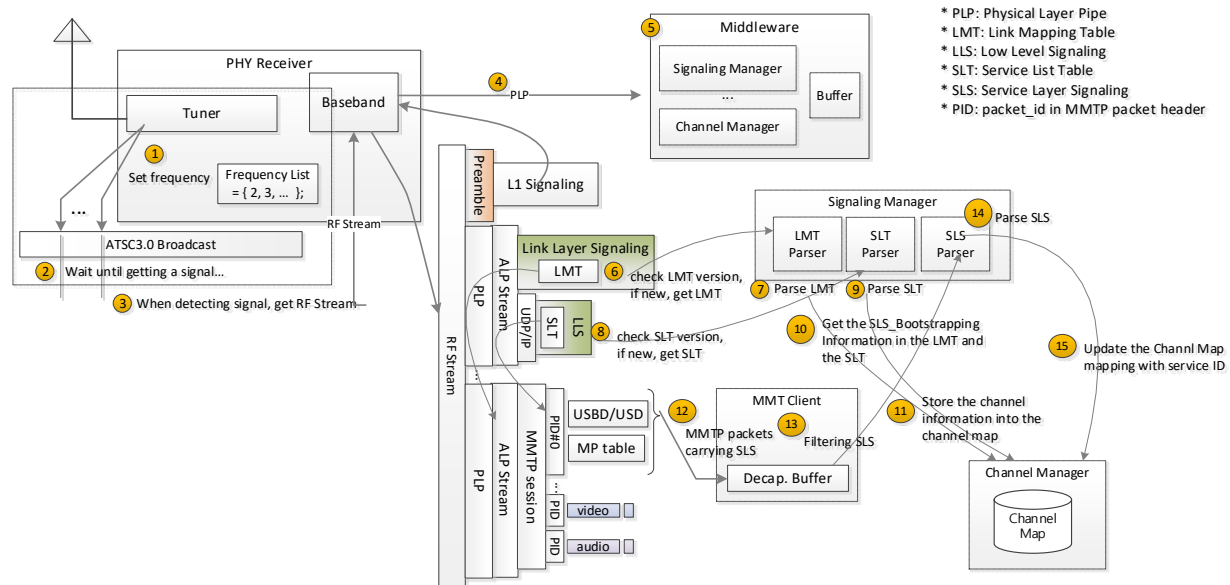 * PLP: Physical Layer Pipe
* LMT: Link Mapping Table
* LLS: Low Level Signaling
* SLT: Service List Table
* SLS: Service Layer Signaling
* PID: packet_id in MMTP packet header
PHY Receiver
Tuner
Baseband
1
Set frequency
Frequency List
= { 2, 3, ... };
...
ATSC3.0 Broadcast
2 Wait until getting a signal...
3 When detecting signal, get RF Stream
RF Stream
4
PLP
5
Middleware
Signaling Manager
...
Channel Manager
Buffer
RF Stream
Preamble
L1 Signaling
PLP
ALP Stream
Link Layer Signaling
LMT
6
check LMT version,
if new, get LMT
UDP/IP
SLT
LLS
8
check SLT version,
if new, get SLT
...
PLP
ALP Stream
MMTP session
PID#0
USBD/USD
MP table
...
PID
video
PID
audio
12
MMTP packets
carrying SLS
MMT Client
13
Filtering SLS
Decap. Buffer
Signaling Manager
LMT
Parser
SLT
Parser
SLS
Parser
14
Parse SLS
7 Parse LMT
9 Parse SLT
10
Get the SLS_Bootstrapping
Information in the LMT and
the SLT
11
Store the channel
information into the
channel map
15
Update the Channl Map
mapping with service ID
Channel Manager
Channel
Map